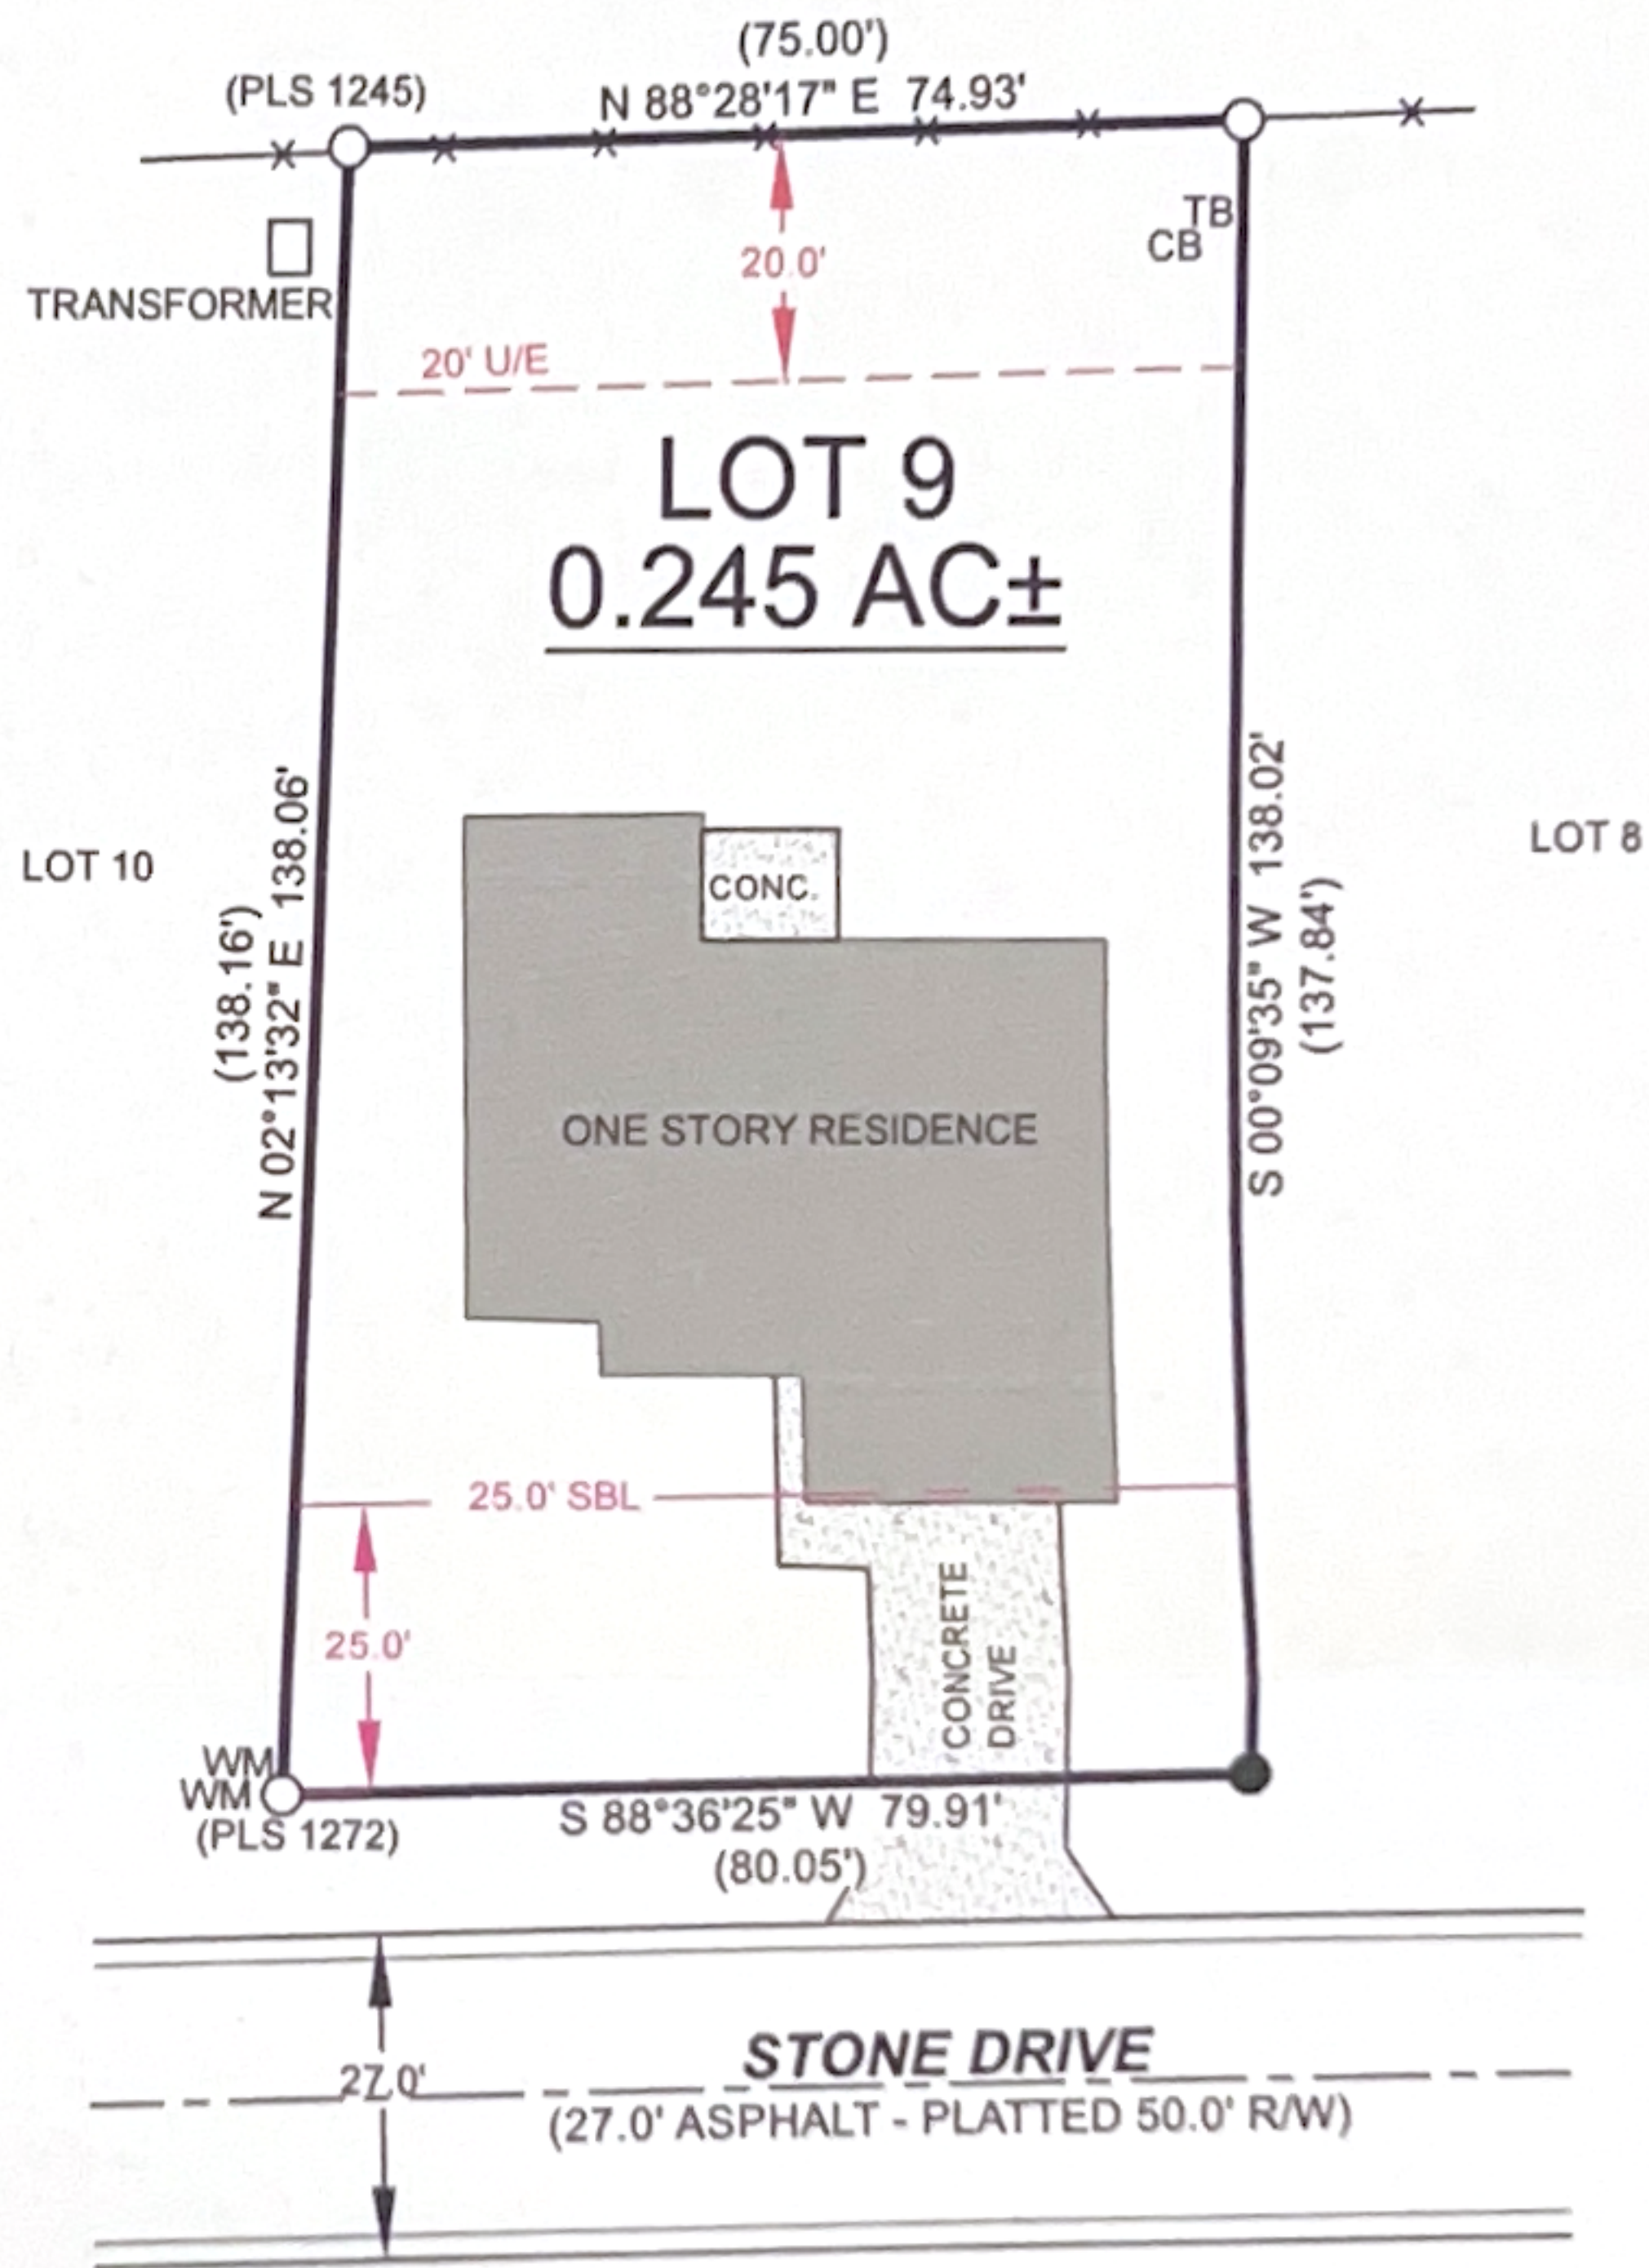 (75.00')
(PLS 1245)
N 88°28'17" E 74.93'
TB
CB
20.0'
TRANSFORMER
20' U/E
LOT 9
0.245 AC±
LOT 10
(138.16')
N 02°13'32" E 138.06'
S 00°09'35" W 138.02'
(137.84')
LOT 8
CONC.
ONE STORY RESIDENCE
25.0' SBL
25.0'
CONCRETE
DRIVE
WM
WM
(PLS 1272)
S 88°36'25" W 79.91'
(80.05')
27.0'
STONE DRIVE
(27.0' ASPHALT - PLATTED 50.0' R/W)